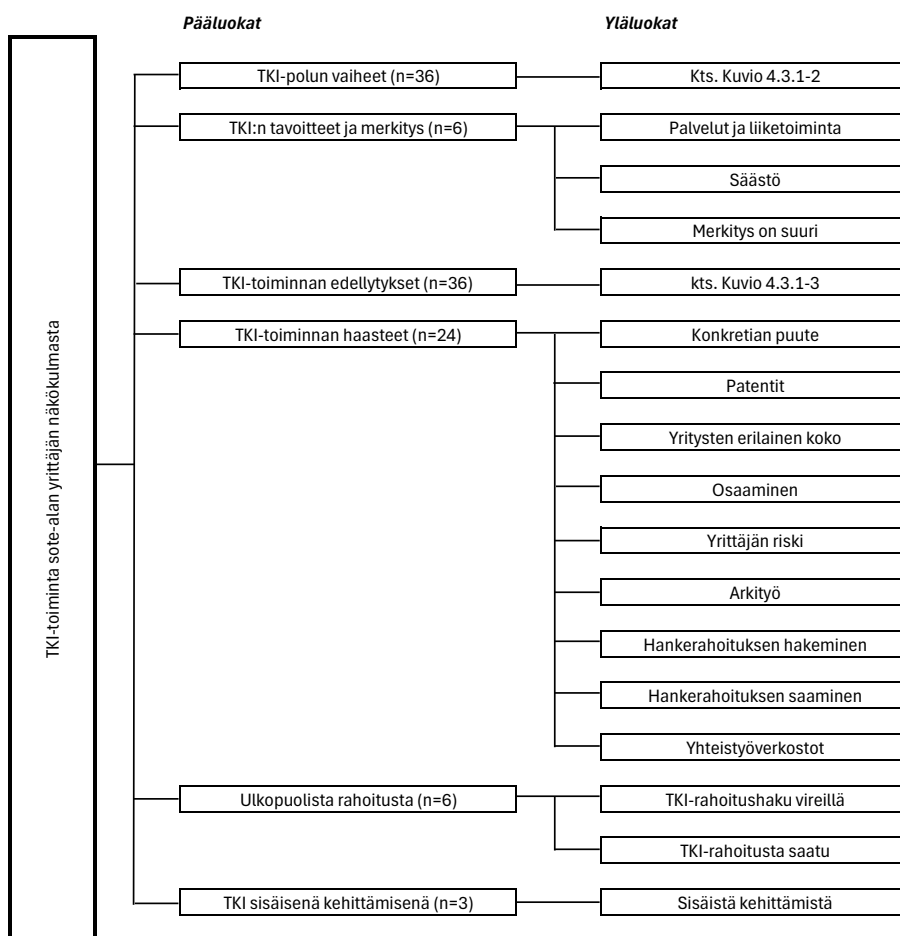 Pääluokat
Yläluokat
TKI-toiminta sote-alan yrittäjän näkökulmasta
TKI-polun vaiheet (n=36)
Kts. Kuvio 4.3.1-2
TKI:n tavoitteet ja merkitys (n=6)
Palvelut ja liiketoiminta
Säästö
Merkitys on suuri
TKI-toiminnan edellytykset (n=36)
kts. Kuvio 4.3.1-3
TKI-toiminnan haasteet (n=24)
Konkretian puute
Patentit
Yritysten erilainen koko
Osaaminen
Yrittäjän riski
Arkityö
Hankerahoituksen hakeminen
Hankerahoituksen saaminen
Yhteistyöverkostot
Ulkopuolista rahoitusta (n=6)
TKI-rahoitushaku vireillä
TKI-rahoitusta saatu
TKI sisäisenä kehittämisenä (n=3)
Sisäistä kehittämistä